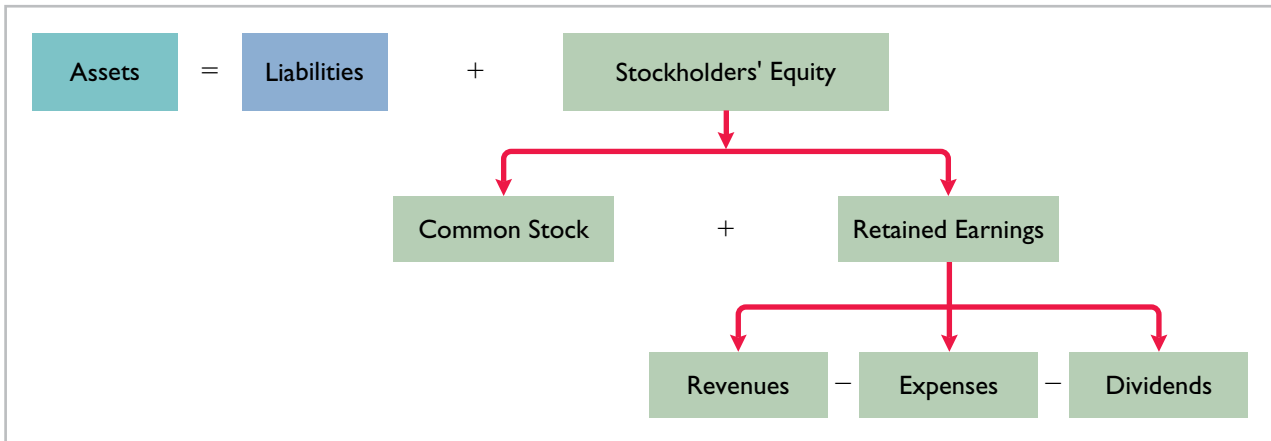 Assets = Liabilities + Stockholders' Equity
Common Stock + Retained Earnings
Revenues – Expenses – Dividends